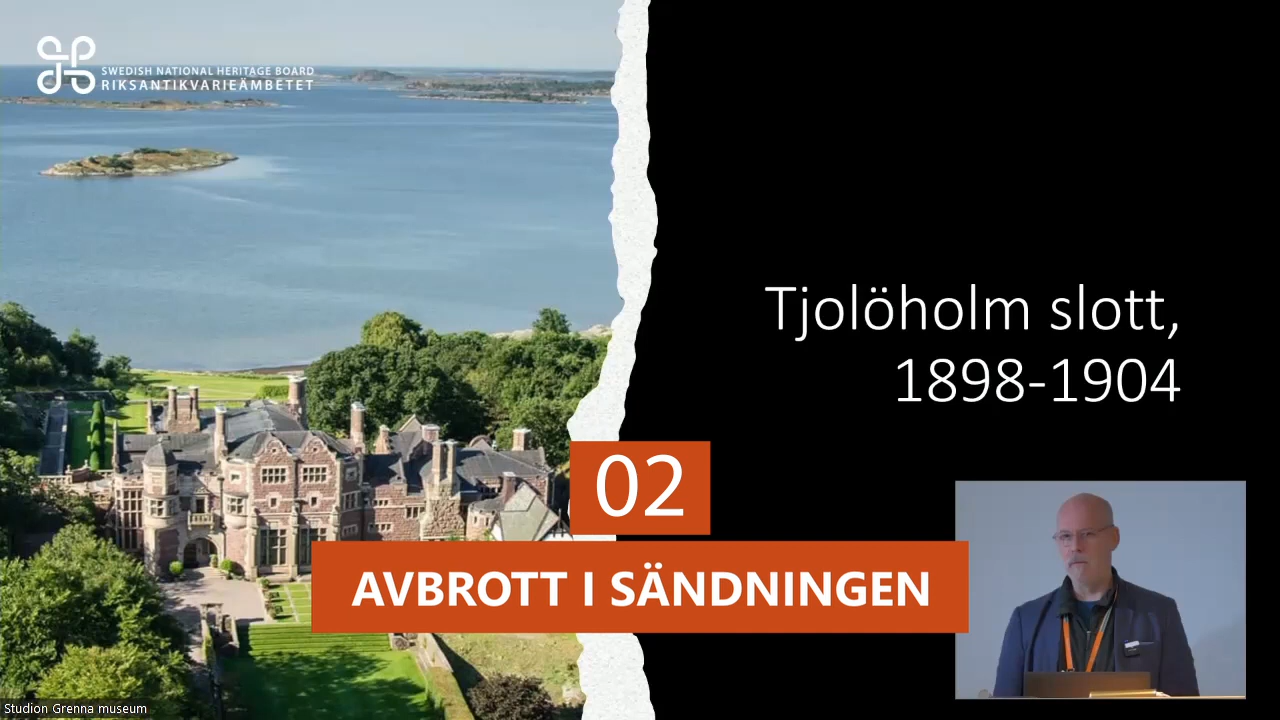 SWEDISH NATIONAL HERITAGE BOARD
RIKSANTIKVARIEÄMBETET
Tjolöholm slott,
1898-1904
02
AVBROTT I SÄNDNINGEN
Studion Grenna museum